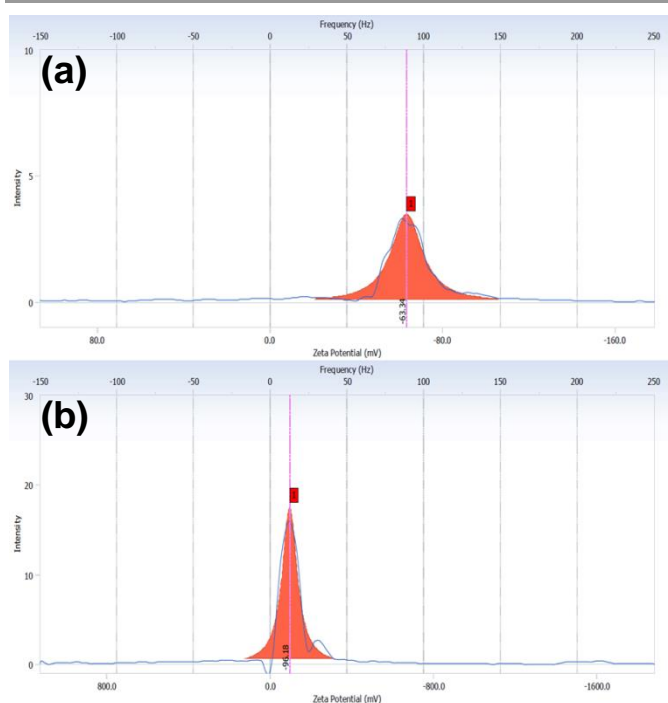 Frequency (Hz)
-150 -100 -50 0 50 100 150 200 250
(a)
10
5
0
Intensity
-63.34
80.0 0.0 -80.0 -160.0
Zeta Potential (mV)
Frequency (Hz)
-150 -100 -50 0 50 100 150 200 250
(b)
30
20
10
0
Intensity
-96.18
800.0 0.0 -800.0 -1600.0
Zeta Potential (mV)